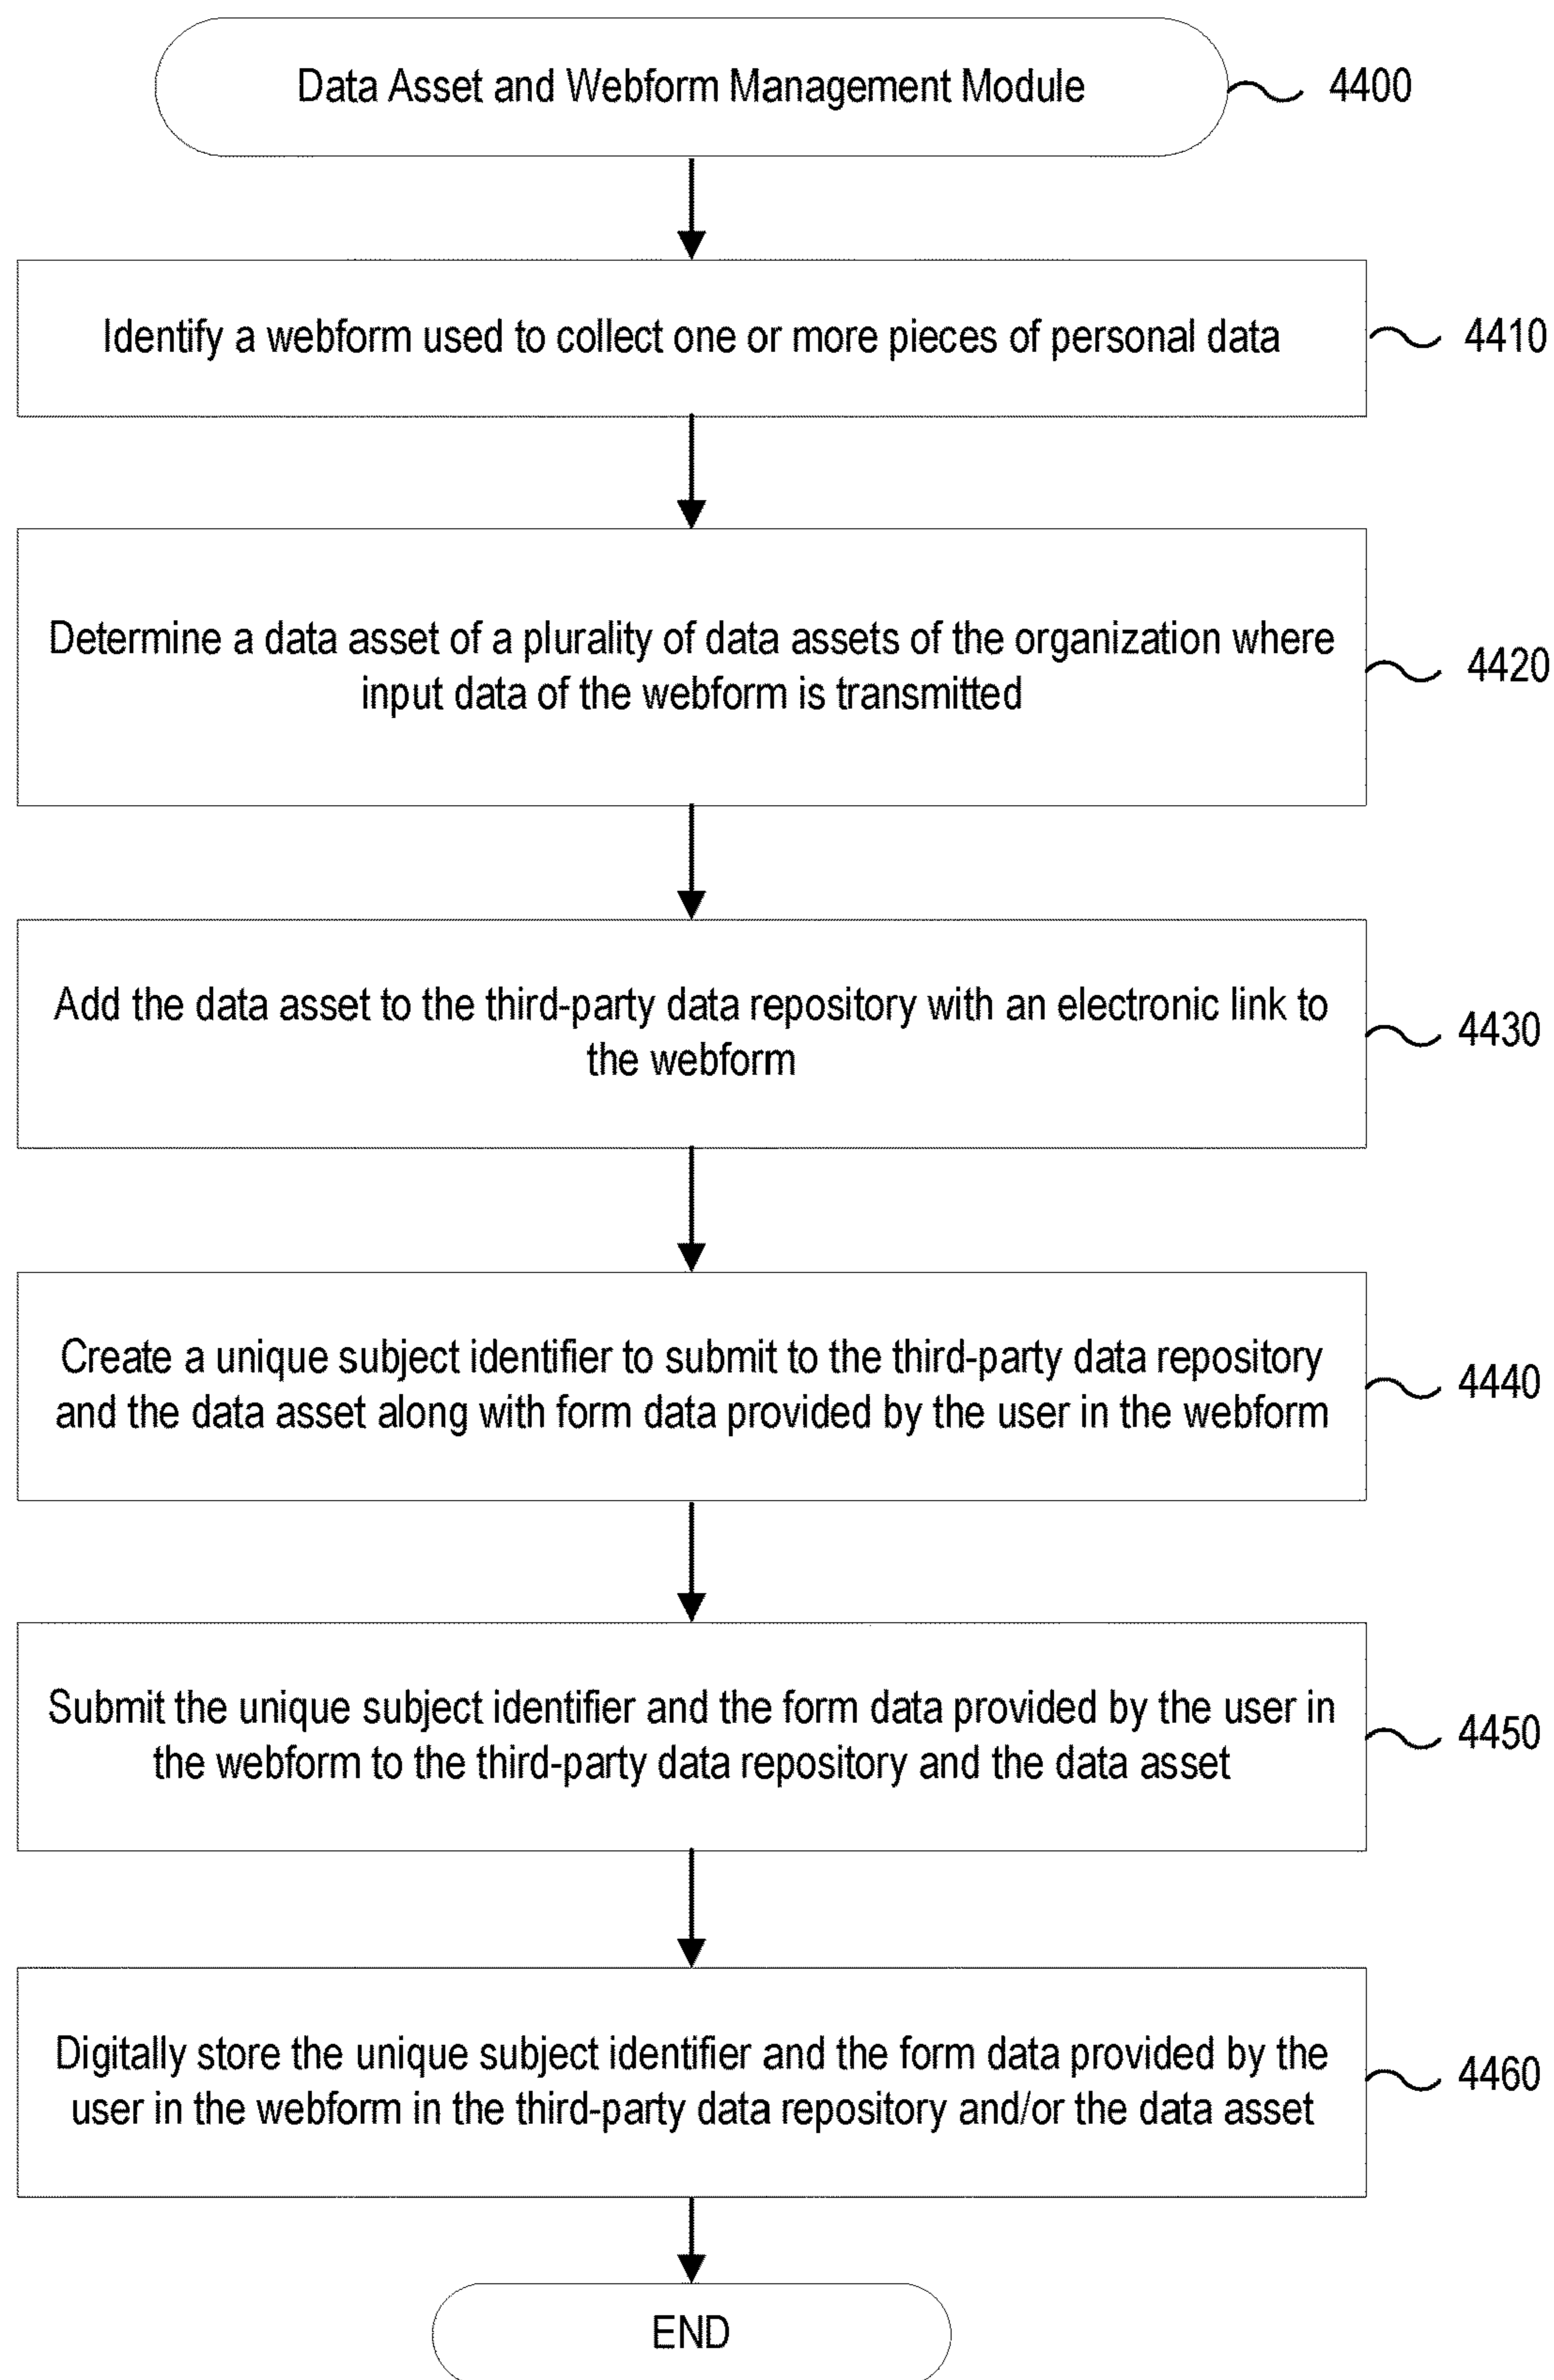 Data Asset and Webform Management Module
4400
Identify a webform used to collect one or more pieces of personal data
4410
Determine a data asset of a plurality of data assets of the organization where
input data of the webform is transmitted
4420
Add the data asset to the third-party data repository with an electronic link to
the webform
4430
Create a unique subject identifier to submit to the third-party data repository
and the data asset along with form data provided by the user in the webform
4440
Submit the unique subject identifier and the form data provided by the user in
the webform to the third-party data repository and the data asset
4450
Digitally store the unique subject identifier and the form data provided by the
user in the webform in the third-party data repository and/or the data asset
4460
END